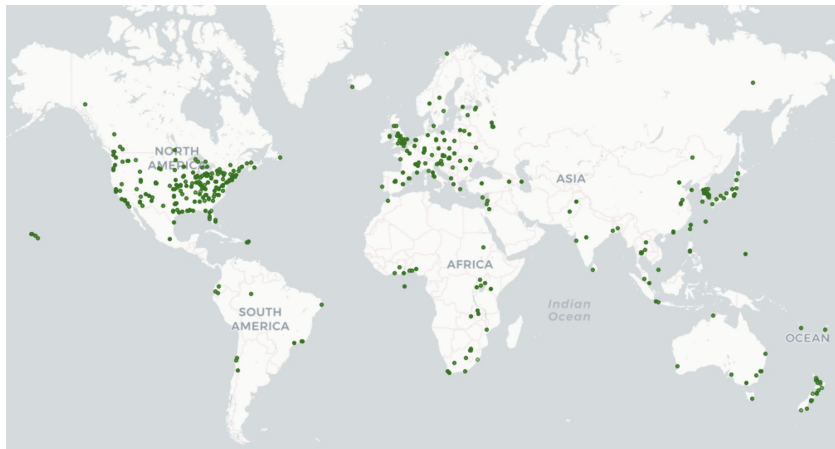 NORTH
AMERICA
ASIA
AFRICA
Indian
Ocean
SOUTH
AMERICA
OCEAN